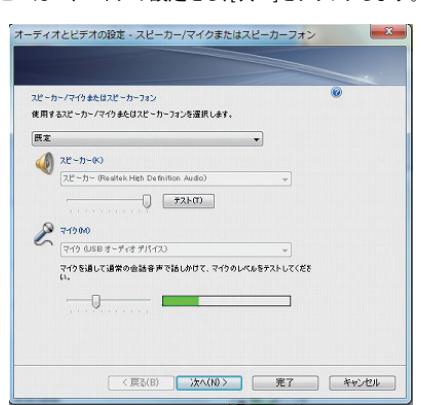 オーディオとビデオの設定 - スピーカー/マイクまたはスピーカーフォン
スピーカー/マイクまたはスピーカーフォン
使用するスピーカー/マイクまたはスピーカーフォンを選択します。
既定
スピーカー(K)
スピーカー (Realtek High Definition Audio)
テスト(T)
マイク(M)
マイク (USB オーディオ デバイス)
マイクを通して通常の会話音声で話しかけて、マイクのレベルをテストしてくださ
い。
< 戻る(B) 次へ(N) > 完了 キャンセル